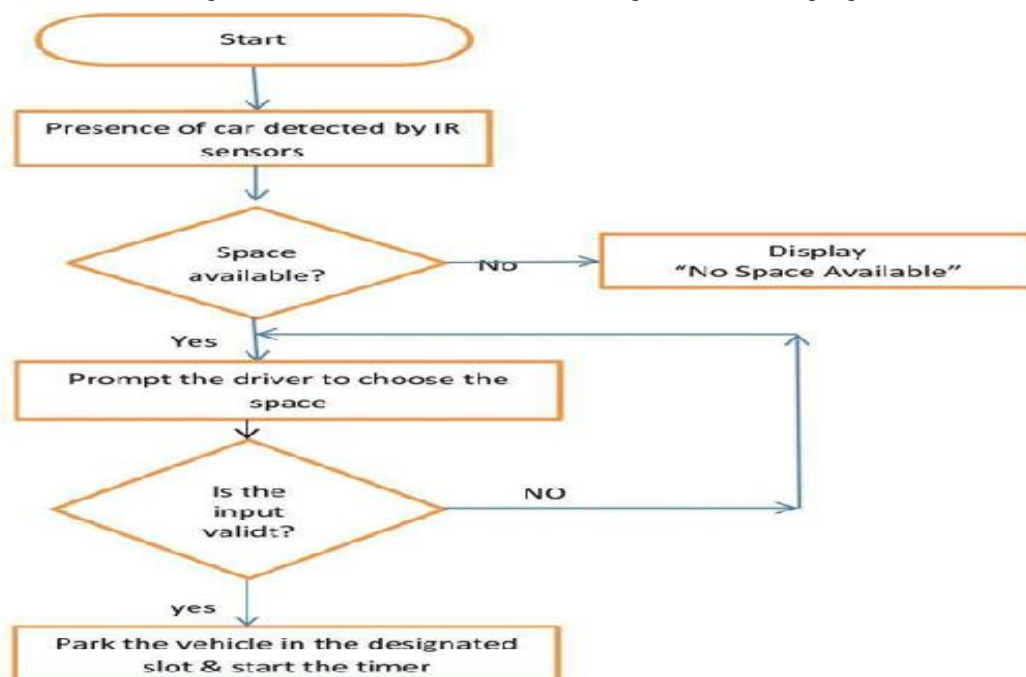 Start
Presence of car detected by IR
sensors
Space
available?
No
Display
“No Space Available”
Yes
Prompt the driver to choose the
space
Is the
input
validt?
NO
yes
Park the vehicle in the designated
slot & start the timer